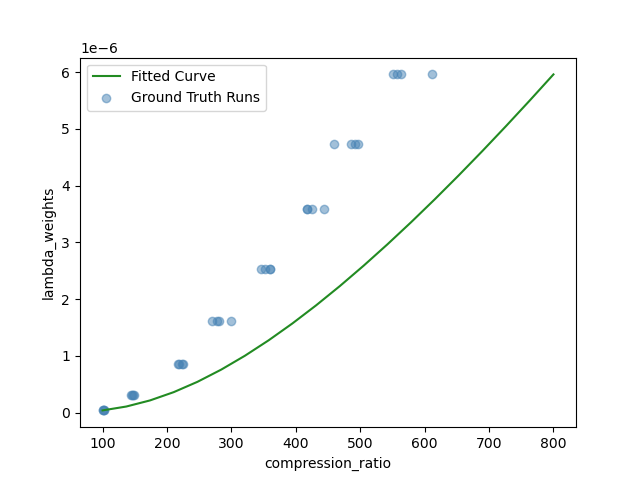 1e−6
Fitted Curve
Ground Truth Runs
6
5
4
3
2
1
0
lambda_weights
100 200 300 400 500 600 700 800
compression_ratio